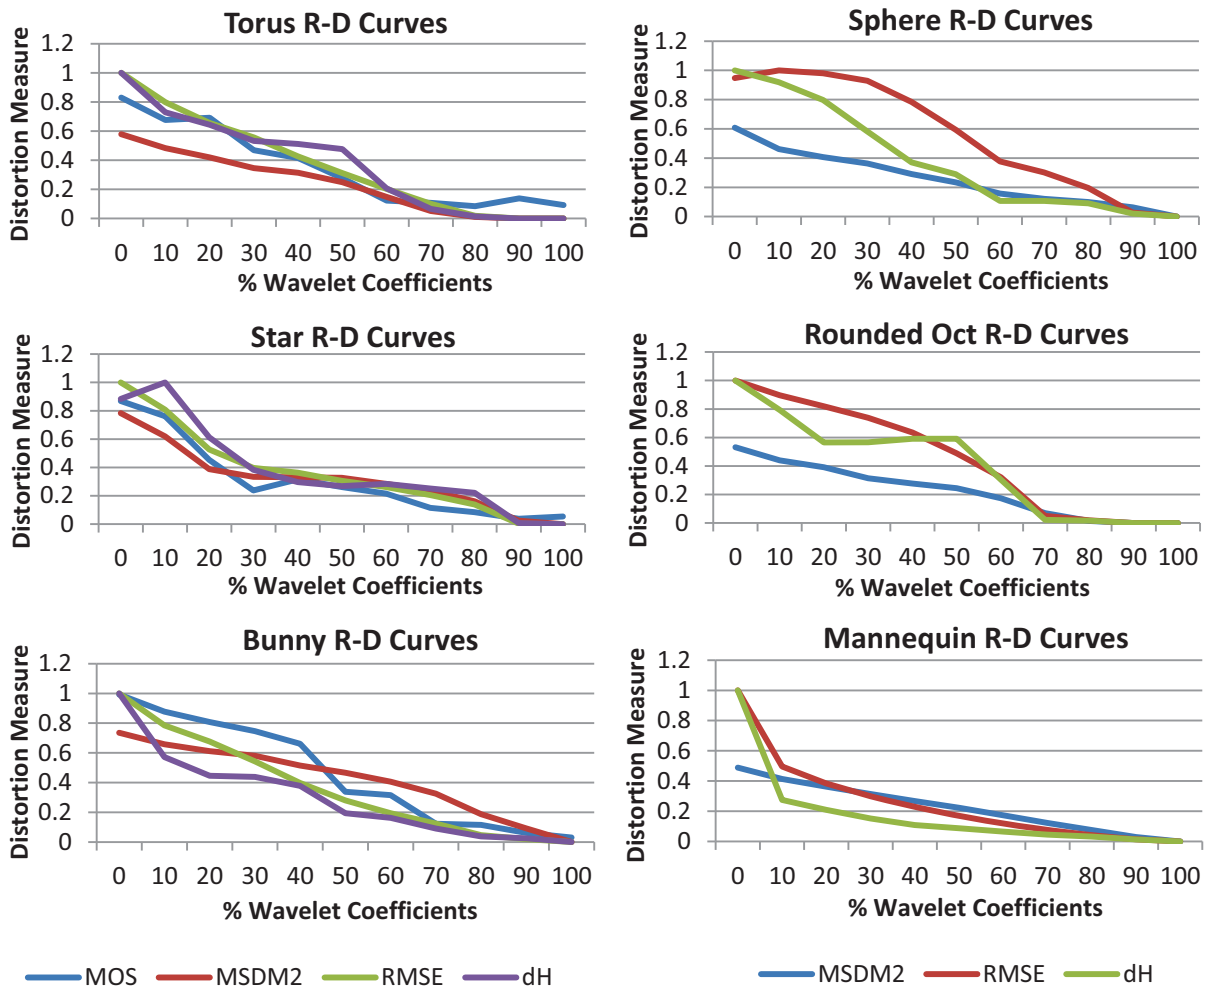 Torus R-D Curves
Distortion Measure
1.2
1
0.8
0.6
0.4
0.2
0
0 10 20 30 40 50 60 70 80 90 100
% Wavelet Coefficients
Sphere R-D Curves
Distortion Measure
1.2
1
0.8
0.6
0.4
0.2
0
0 10 20 30 40 50 60 70 80 90 100
% Wavelet Coefficients
Star R-D Curves
Distortion Measure
1.2
1
0.8
0.6
0.4
0.2
0
0 10 20 30 40 50 60 70 80 90 100
% Wavelet Coefficients
Rounded Oct R-D Curves
Distortion Measure
1.2
1
0.8
0.6
0.4
0.2
0
0 10 20 30 40 50 60 70 80 90 100
% Wavelet Coefficients
Bunny R-D Curves
Distortion Measure
1.2
1
0.8
0.6
0.4
0.2
0
0 10 20 30 40 50 60 70 80 90 100
% Wavelet Coefficients
Mannequin R-D Curves
Distortion Measure
1.2
1
0.8
0.6
0.4
0.2
0
0 10 20 30 40 50 60 70 80 90 100
% Wavelet Coefficients
MOS MSDM2 RMSE dH
MSDM2 RMSE dH